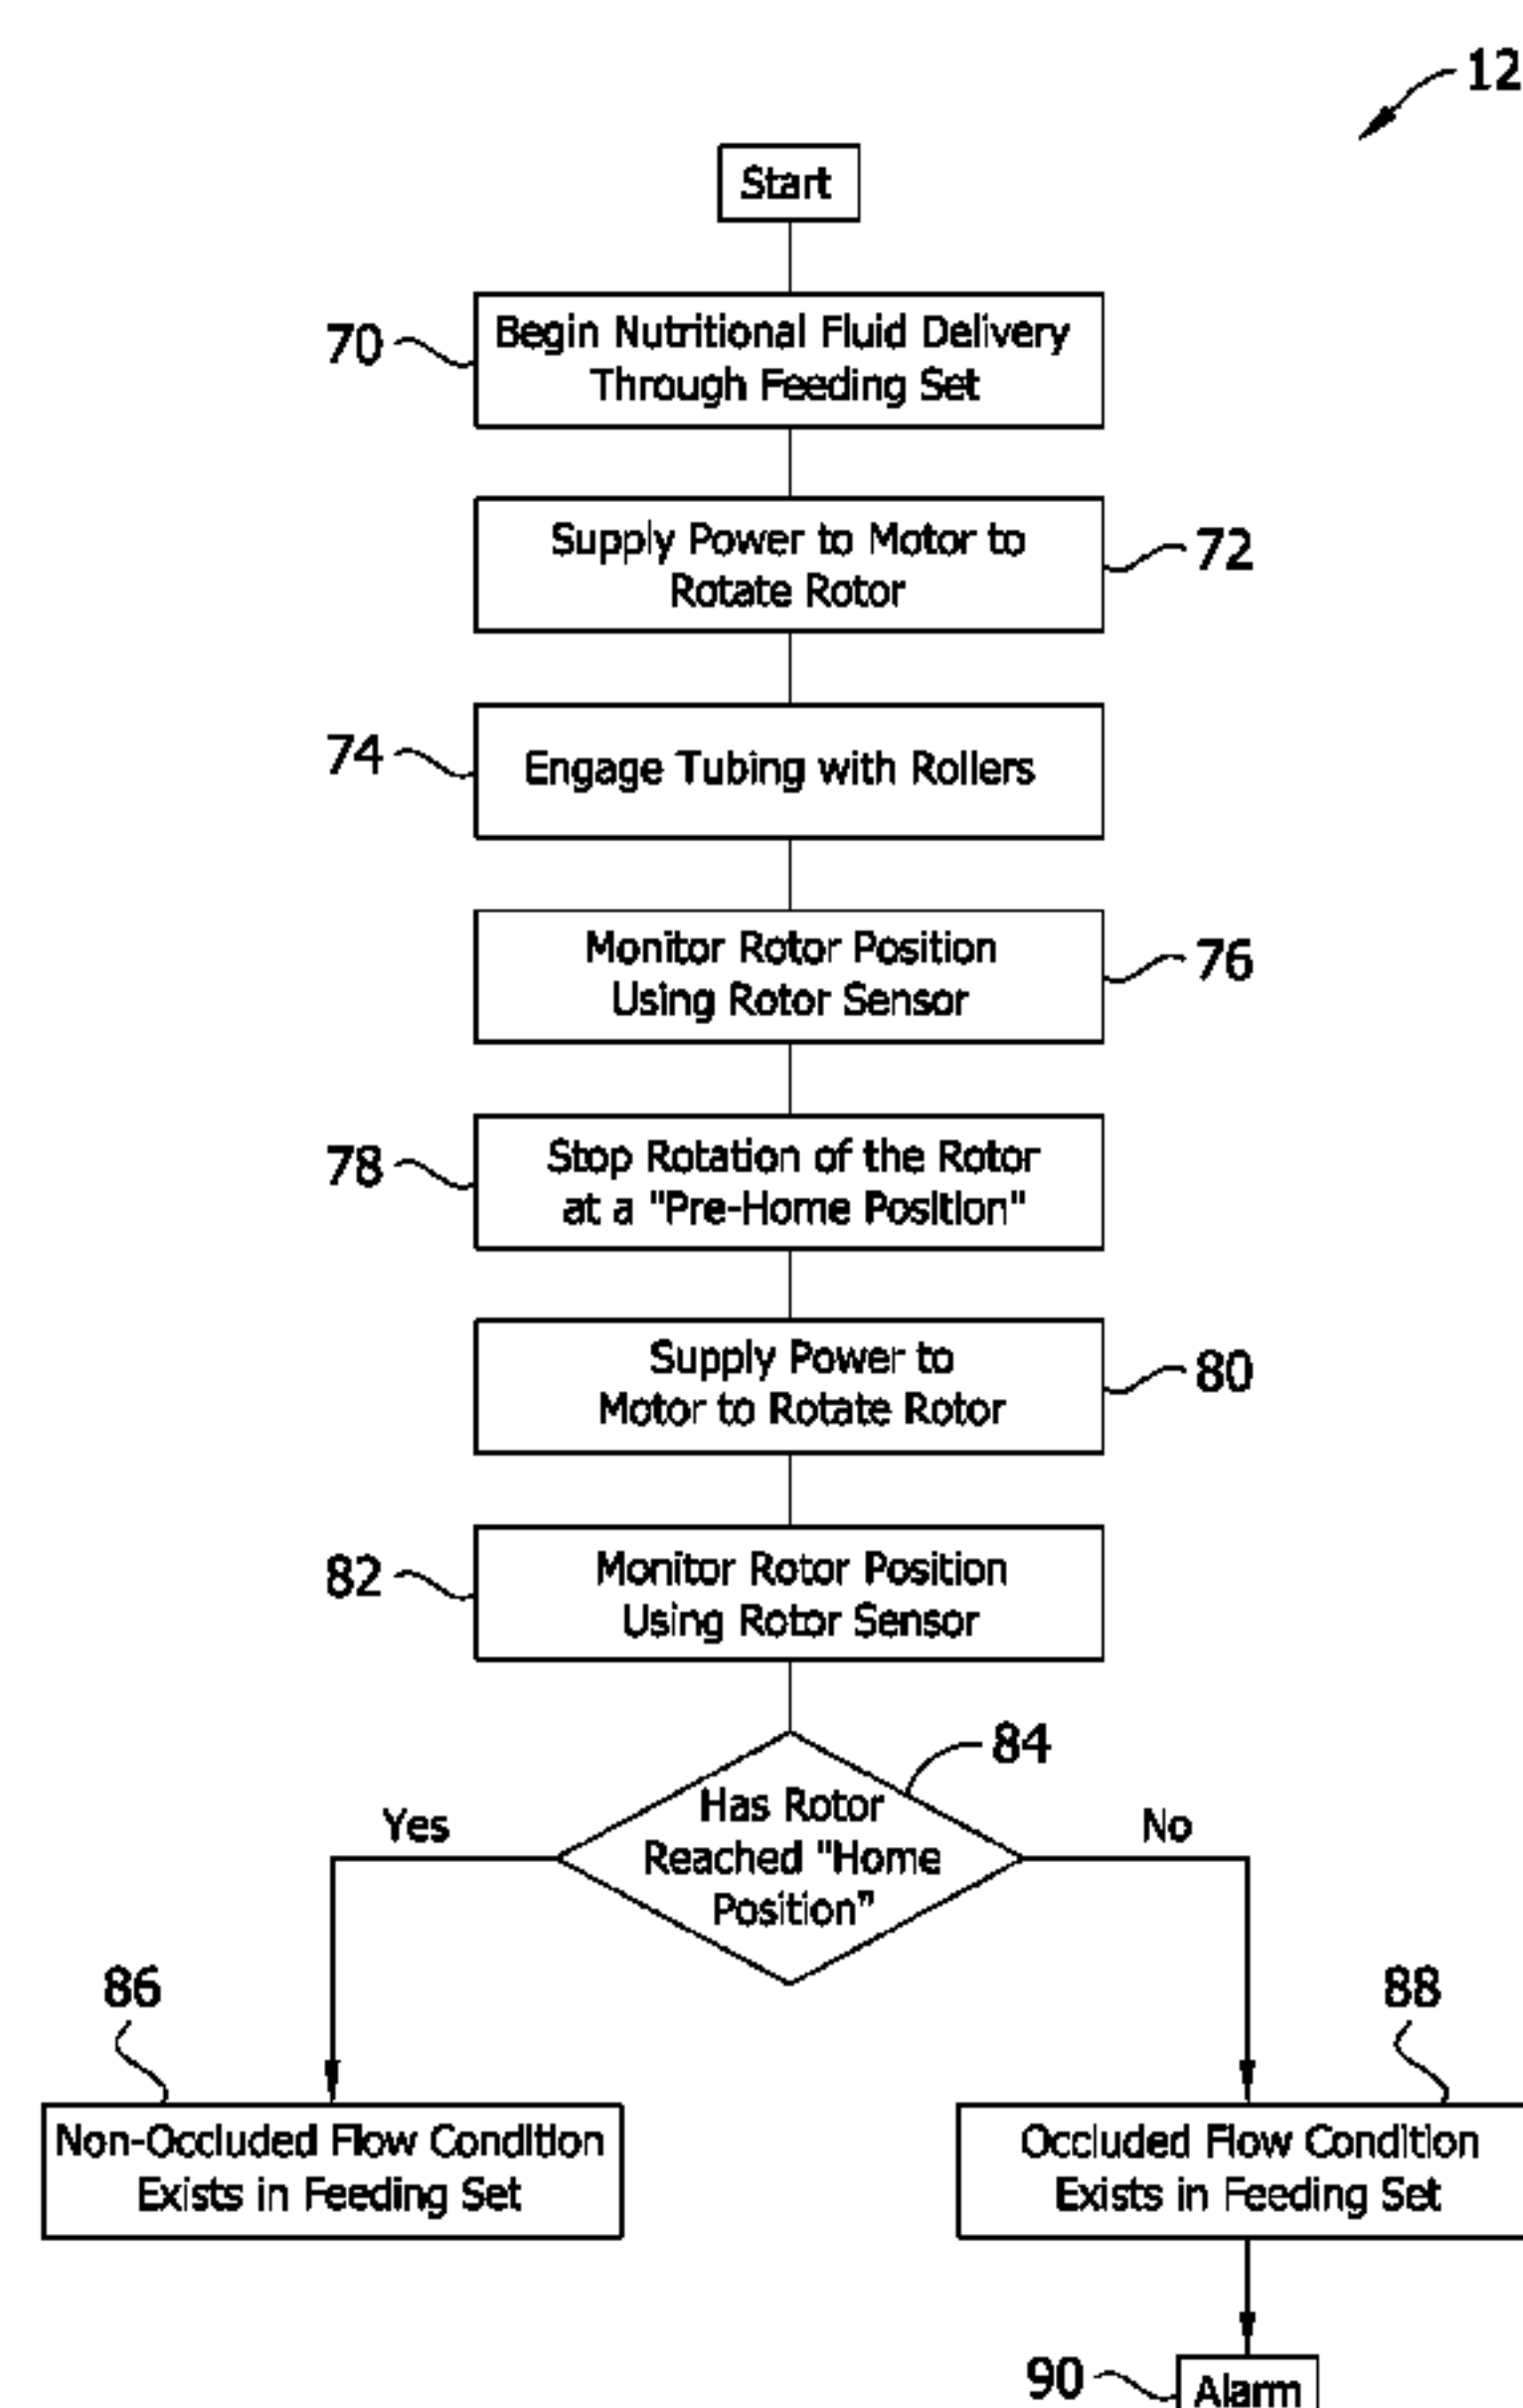 12
Start
70
Begin Nutritional Fluid Delivery
Through Feeding Set
Supply Power to Motor to
Rotate Rotor
72
74
Engage Tubing with Rollers
Monitor Rotor Position
Using Rotor Sensor
76
78
Stop Rotation of the Rotor
at a "Pre-Home Position"
Supply Power to
Motor to Rotate Rotor
80
82
Monitor Rotor Position
Using Rotor Sensor
84
Has Rotor
Reached "Home
Position"
Yes
No
86
88
Non-Occluded Flow Condition
Exists in Feeding Set
Occluded Flow Condition
Exists in Feeding Set
90
Alarm